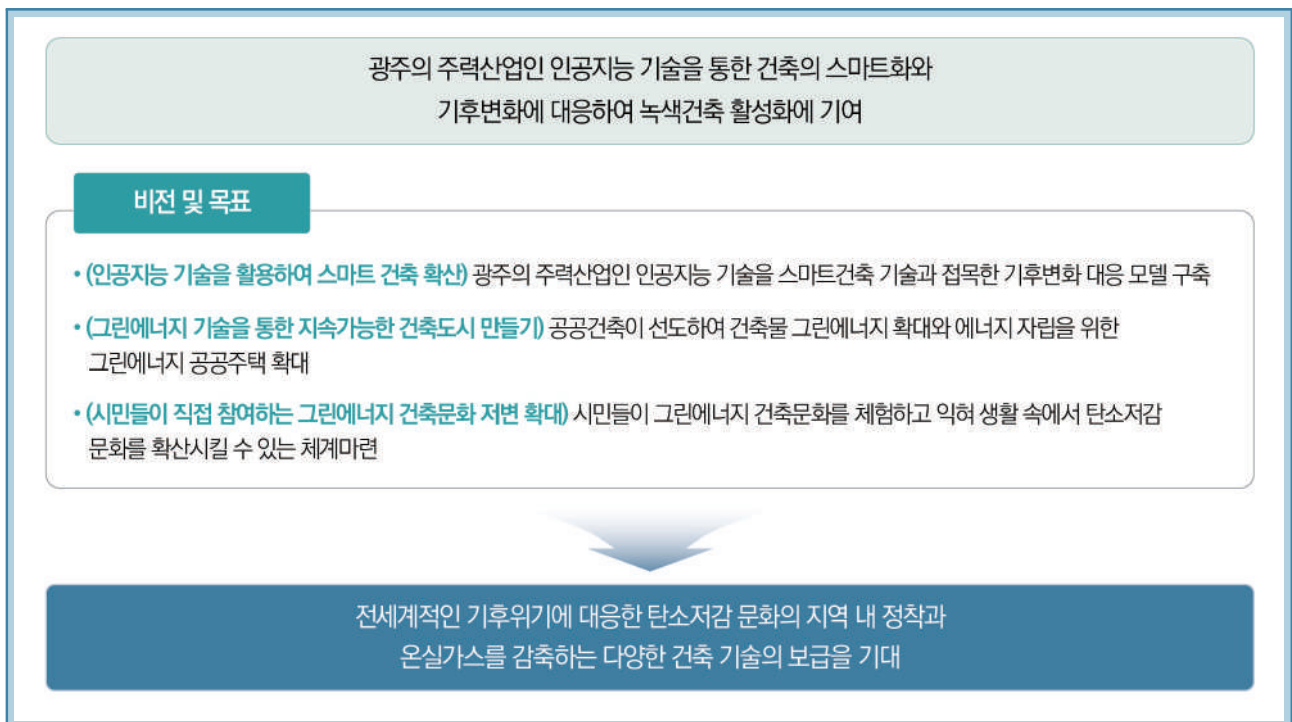 광주의 주력산업인 인공지능 기술을 통한 건축의 스마트화와
기후변화에 대응하여 녹색건축 활성화에 기여
비전 및 목표
• (인공지능 기술을 활용하여 스마트 건축 확산) 광주의 주력산업인 인공지능 기술을 스마트건축 기술과 접목한 기후변화 대응 모델 구축
• (그린에너지 기술을 통한 지속가능한 건축도시 만들기) 공공건축이 선도하여 건축물 그린에너지 확대와 에너지 자립을 위한
그린에너지 공공주택 확대
• (시민들이 직접 참여하는 그린에너지 건축문화 저변 확대) 시민들이 그린에너지 건축문화를 체험하고 익혀 생활 속에서 탄소저감
문화를 확산시킬 수 있는 체계마련
전세계적인 기후위기에 대응한 탄소저감 문화의 지역 내 정착과
온실가스를 감축하는 다양한 건축 기술의 보급을 기대